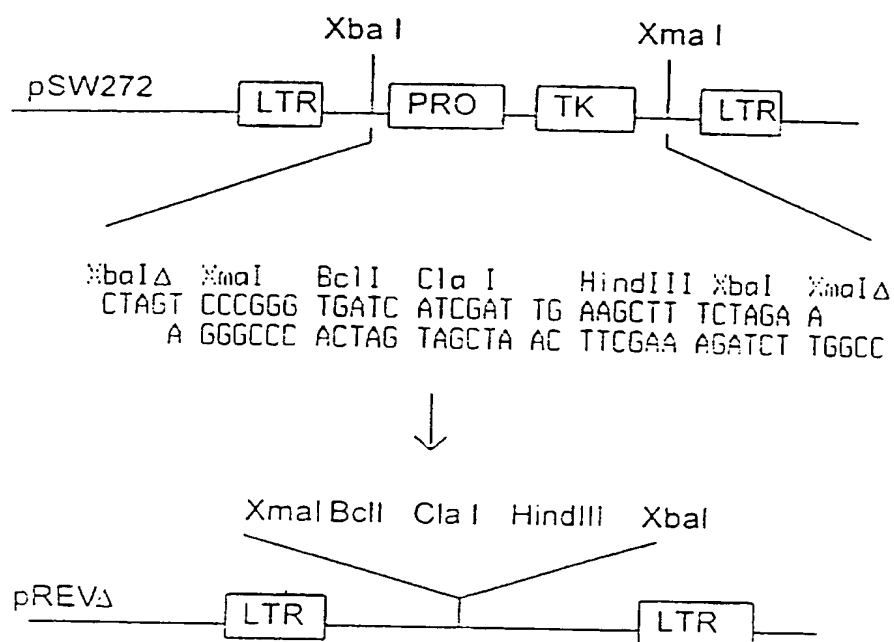 Xba I Xma I
pSW272 LTR PRO TK LTR
XbaIΔ XmaI BclI Cla I HindIII XbaI XmaIΔ
CTAGT CCCGGG TGATC ATCGAT TG AAGCTT TCTAGA A
A GGGCCC ACTAG TAGCTA AC TTCGAA AGATCT TGGCC
XmaI BclI Cla I HindIII XbaI
pREVΔ LTR LTR